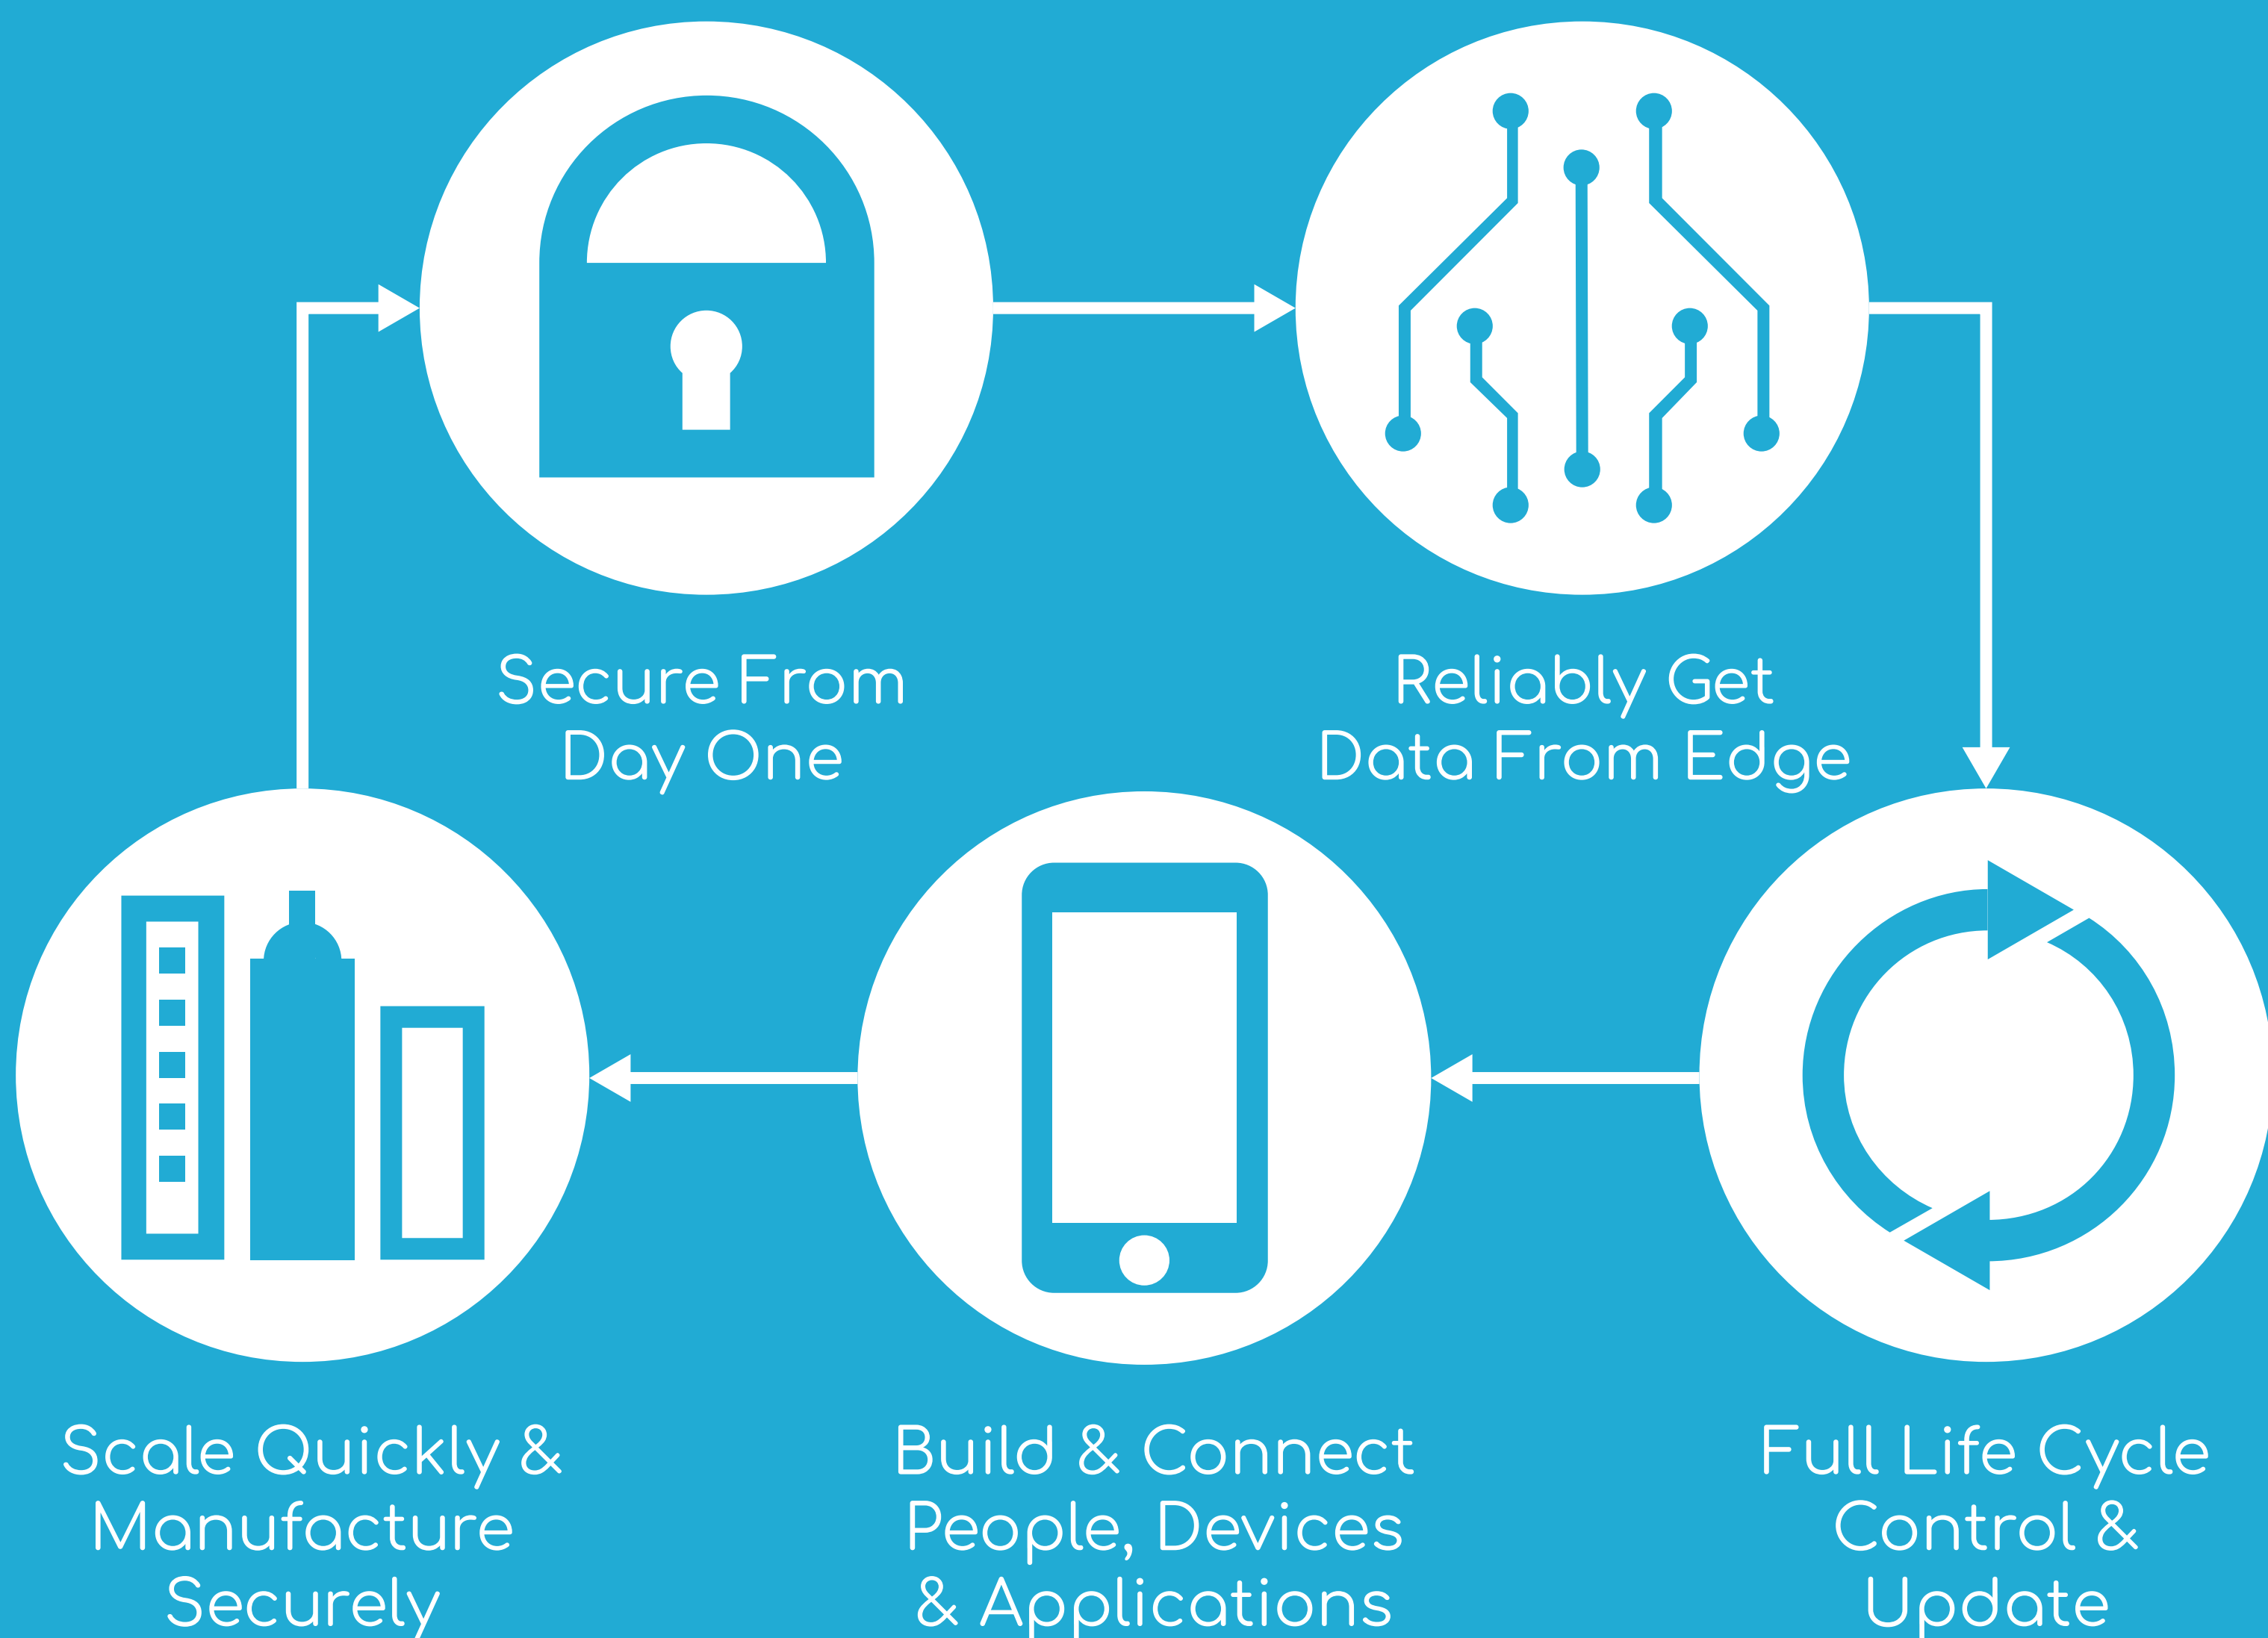 Secure From
Day One
Reliably Get
Data From Edge
Scale Quickly &
Manufacture
Securely
Build & Connect
People, Devices
& Applications
Full Life Cycle
Control &
Update